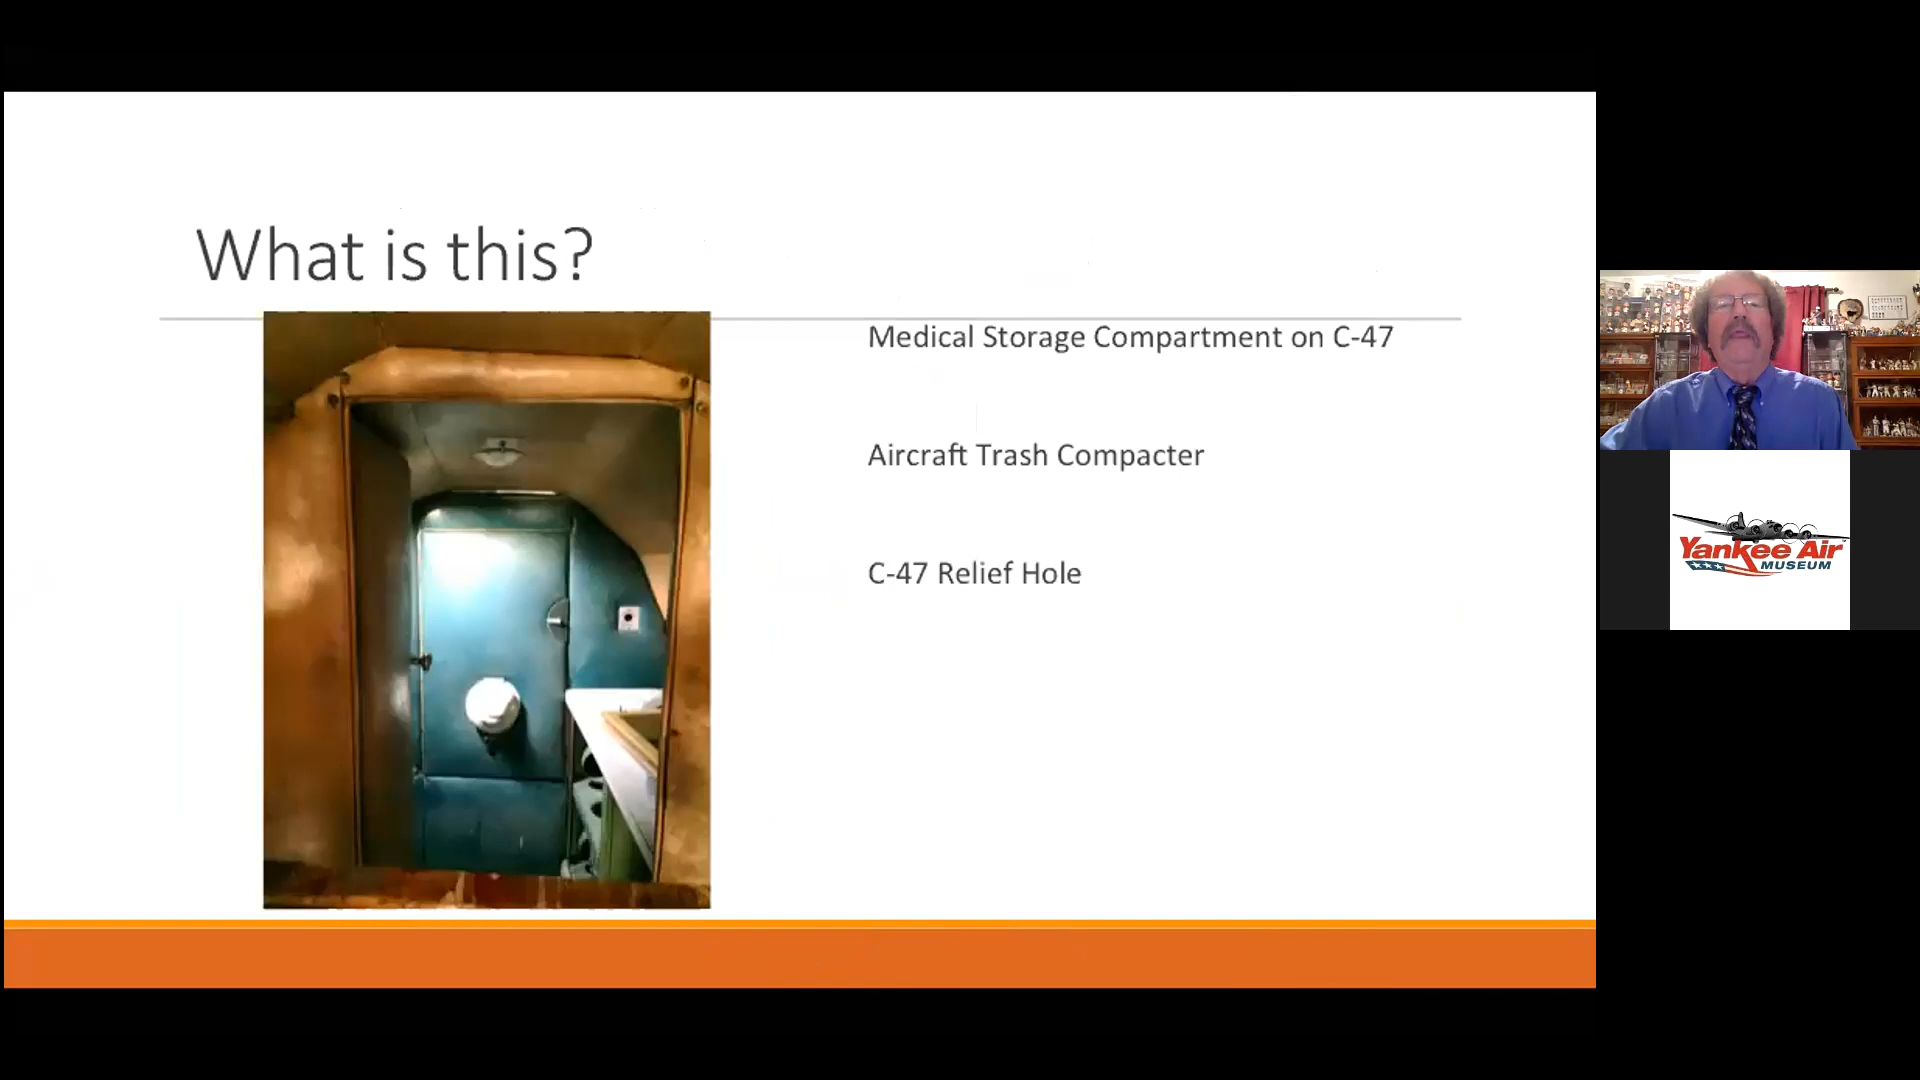 What is this?
Medical Storage Compartment on C-47
Aircraft Trash Compacter
C-47 Relief Hole
Yankee Air
MUSEUM